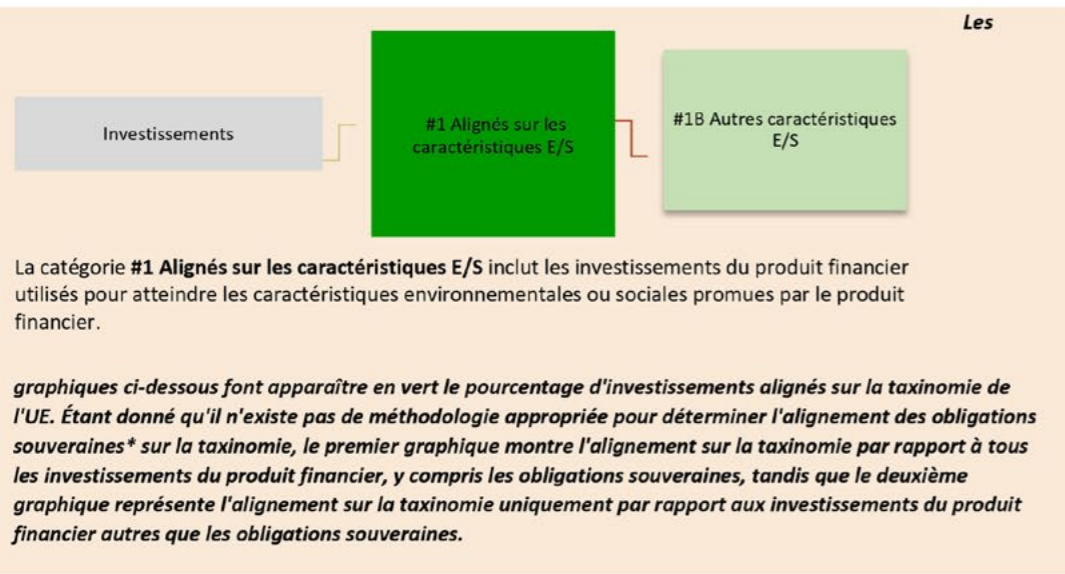 Les
Investissements
#1 Alignés sur les
caractéristiques E/S
#1B Autres caractéristiques
E/S
La catégorie #1 Alignés sur les caractéristiques E/S inclut les investissements du produit financier
utilisés pour atteindre les caractéristiques environnementales ou sociales promues par le produit
financier.
graphiques ci-dessous font apparaître en vert le pourcentage d'investissements alignés sur la taxinomie de
l'UE. Étant donné qu'il n'existe pas de méthodologie appropriée pour déterminer l'alignement des obligations
souveraines* sur la taxinomie, le premier graphique montre l'alignement sur la taxinomie par rapport à tous
les investissements du produit financier, y compris les obligations souveraines, tandis que le deuxième
graphique représente l'alignement sur la taxinomie uniquement par rapport aux investissements du produit
financier autres que les obligations souveraines.